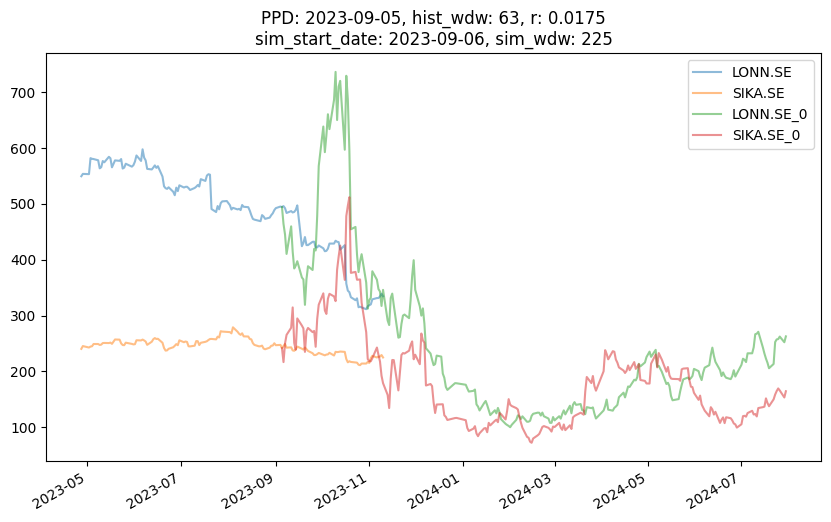 PPD: 2023-09-05, hist_wdw: 63, r: 0.0175
sim_start_date: 2023-09-06, sim_wdw: 225
LONN.SE
SIKA.SE
LONN.SE_0
SIKA.SE_0
700
600
500
400
300
200
100
2023-05
2023-07
2023-09
2023-11
2024-01
2024-03
2024-05
2024-07